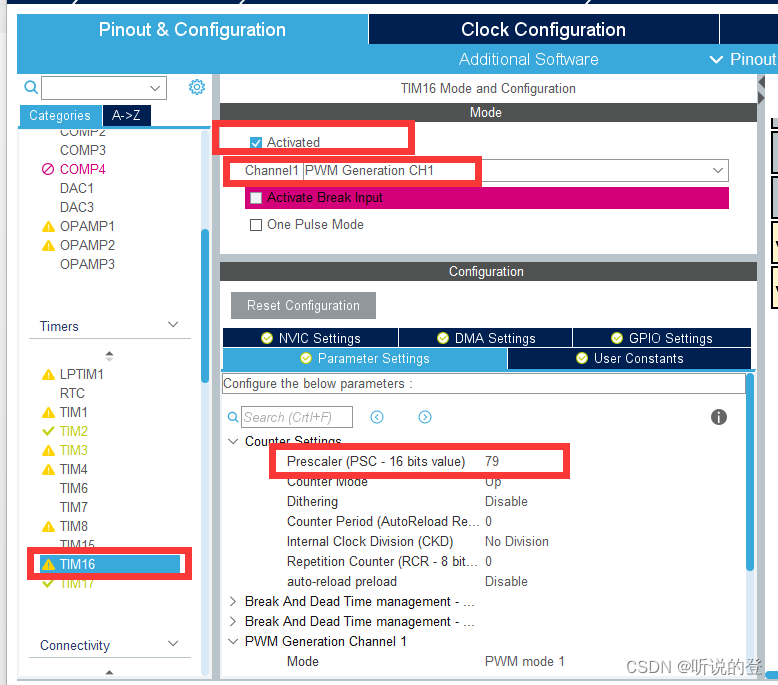 Pinout & Configuration
Clock Configuration
Additional Software
Pinout
Categories
A->Z
COMP2
COMP3
COMP4
DAC1
DAC3
OPAMP1
OPAMP2
OPAMP3
Timers
LPTIM1
RTC
TIM1
TIM2
TIM3
TIM4
TIM6
TIM7
TIM8
TIM15
TIM16
TIM17
Connectivity
TIM16 Mode and Configuration
Mode
Activated
Channel1 PWM Generation CH1
Activate Break Input
One Pulse Mode
Configuration
Reset Configuration
NVIC Settings
DMA Settings
GPIO Settings
Parameter Settings
User Constants
Configure the below parameters :
Search (Crtl+F)
Counter Settings
Prescaler (PSC - 16 bits value) 79
Counter Mode Up
Dithering Disable
Counter Period (AutoReload Re... 0
Internal Clock Division (CKD) No Division
Repetition Counter (RCR - 8 bit... 0
auto-reload preload Disable
Break And Dead Time management - ...
Break And Dead Time management - ...
PWM Generation Channel 1
Mode PWM mode 1
CSDN @听说的登